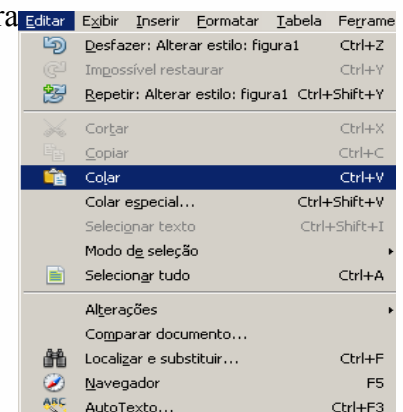 ra
Editar Exibir Inserir Formatar Tabela Ferrame
Desfazer: Alterar estilo: figura1 Ctrl+Z
Impossível restaurar Ctrl+Y
Repetir: Alterar estilo: figura1 Ctrl+Shift+Y
Cortar Ctrl+X
Copiar Ctrl+C
Colar Ctrl+V
Colar especial... Ctrl+Shift+V
Selecionar texto Ctrl+Shift+I
Modo de seleção
Selecionar tudo Ctrl+A
Alterações
Comparar documento...
Localizar e substituir... Ctrl+F
Navegador F5
ABC AutoTexto... Ctrl+F3